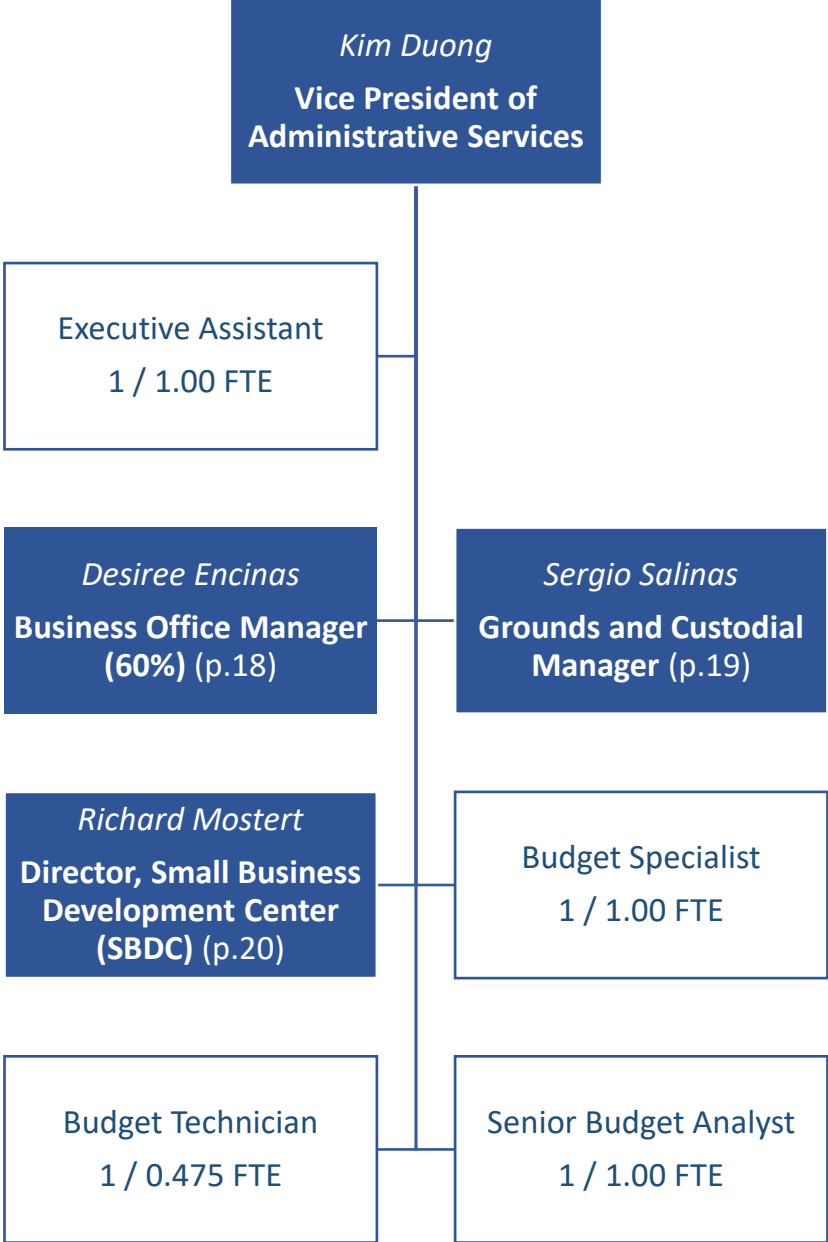 Kim Duong
Vice President of
Administrative Services
Executive Assistant
1 / 1.00 FTE
Desiree Encinas
Business Office Manager
(60%) (p.18)
Sergio Salinas
Grounds and Custodial
Manager (p.19)
Richard Mostert
Director, Small Business
Development Center
(SBDC) (p.20)
Budget Specialist
1 / 1.00 FTE
Budget Technician
1 / 0.475 FTE
Senior Budget Analyst
1 / 1.00 FTE